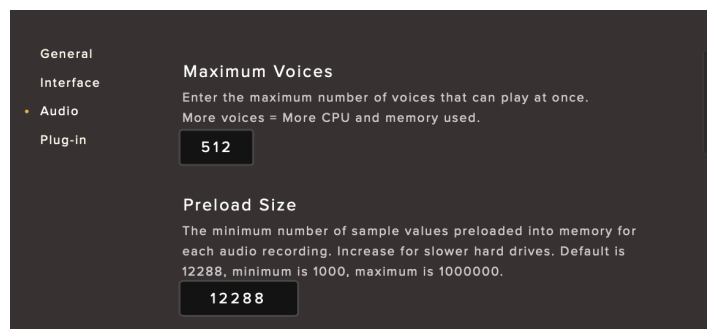 General
Interface
Audio
Plug-in
Maximum Voices
Enter the maximum number of voices that can play at once.
More voices = More CPU and memory used.
512
Preload Size
The minimum number of sample values preloaded into memory for
each audio recording. Increase for slower hard drives. Default is
12288, minimum is 1000, maximum is 1000000.
12288